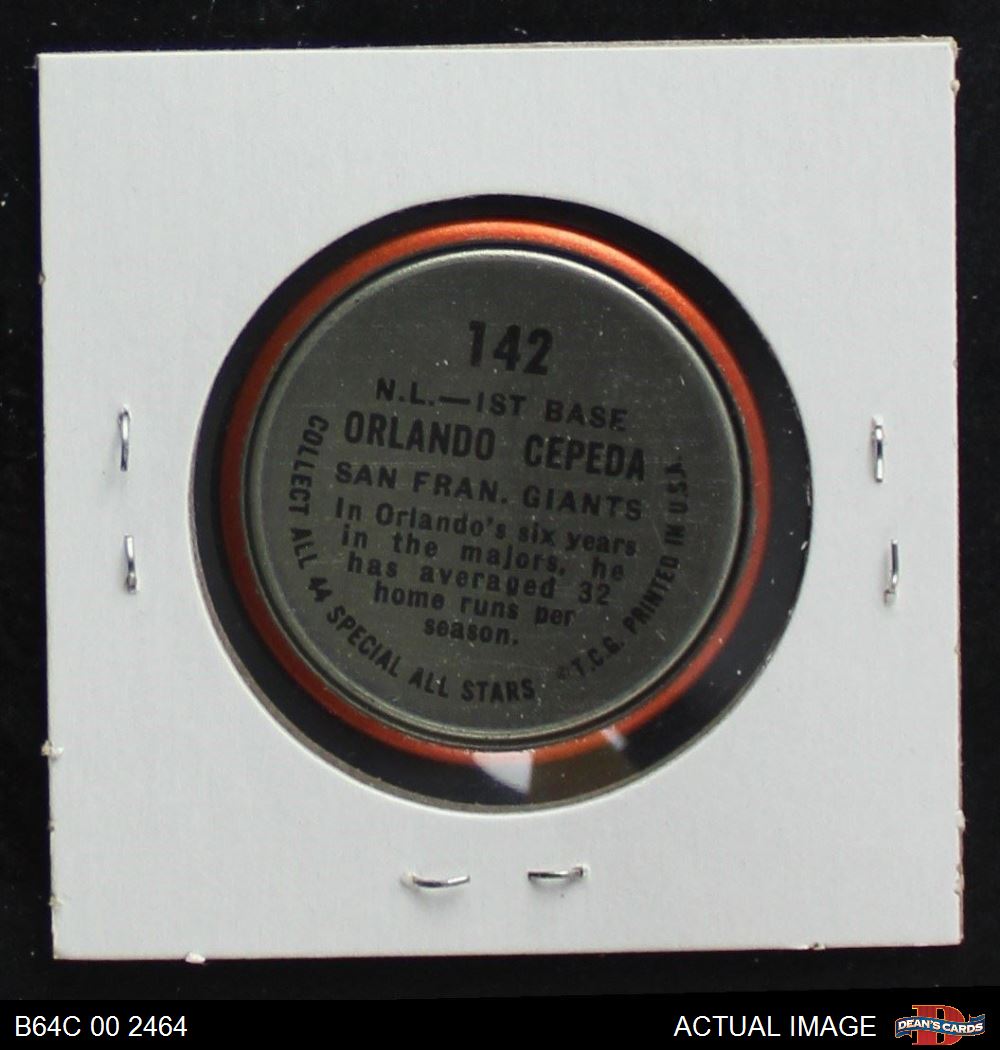 142
N.L.—1ST BASE
ORLANDO CEPEDA
SAN FRAN. GIANTS
In Orlando's six years
in the majors, he
has averaged 32
home runs per
season.
COLLECT ALL 44 SPECIAL ALL STARS
©T.C.G. PRINTED IN U.S.A.
B64C 00 2464
ACTUAL IMAGE
D
DEAN'S CARDS